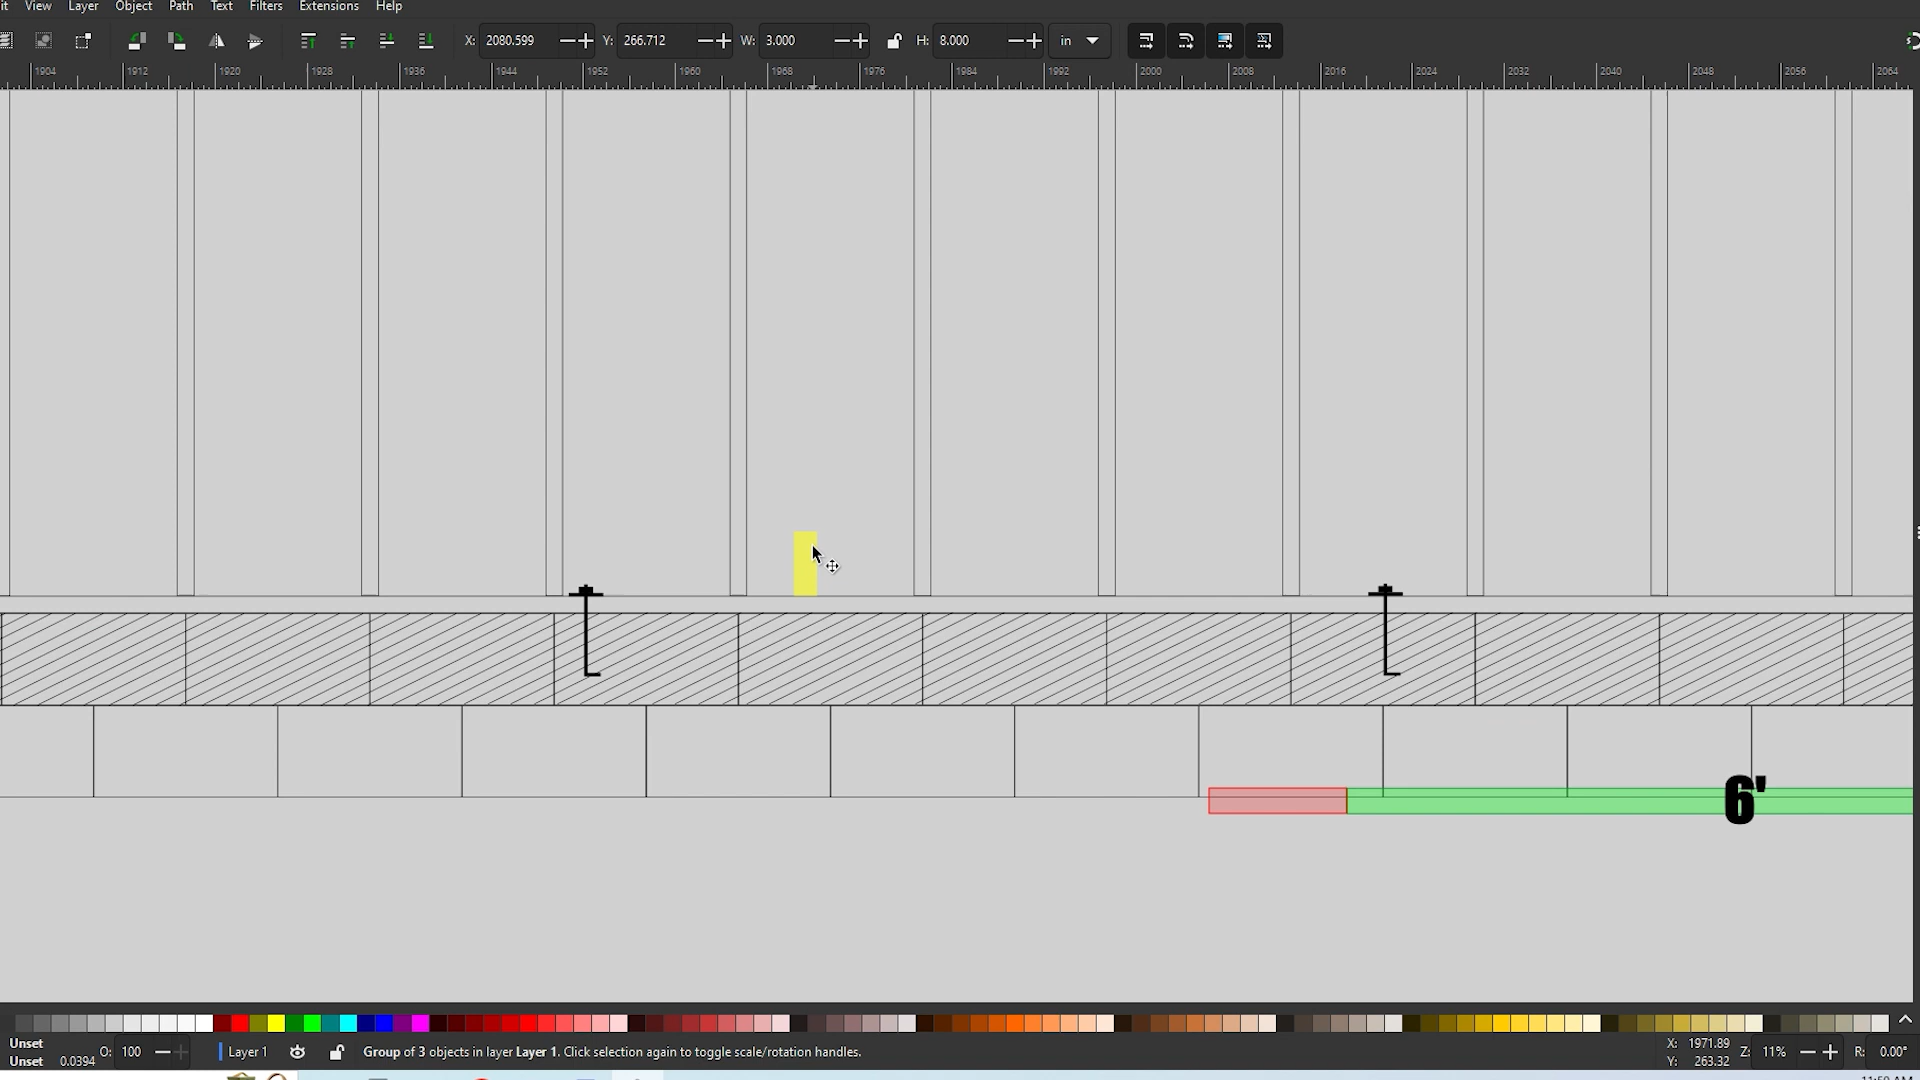 it View Layer Object Path Text Filters Extensions Help
X: 2080.599 Y: 266.712 W: 3.000 H: 8.000 in
1904 1912 1920 1928 1936 1944 1952 1960 1968 1976 1984 1992 2000 2008 2016 2024 2032 2040 2048 2056 2064
6'
Unset O: 100 Layer 1 Group of 3 objects in layer Layer 1. Click selection again to toggle scale/rotation handles. X: 1971.89 Z: 11% R: 0.00°
Unset 0.0394 Y: 263.32